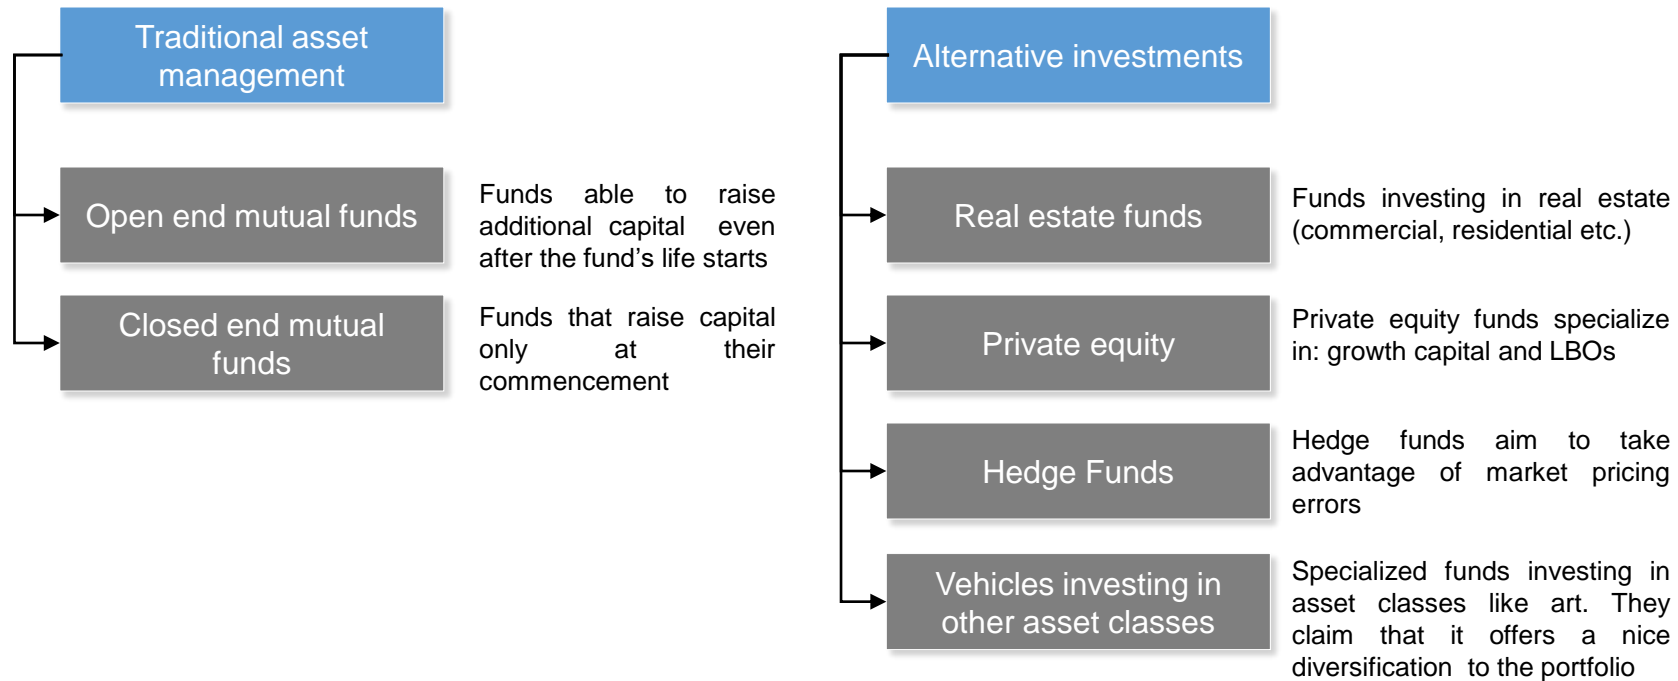 Traditional asset
management
Open end mutual funds
Funds able to raise
additional capital even
after the fund's life starts
Closed end mutual
funds
Funds that raise capital
only at their
commencement
Alternative investments
Real estate funds
Funds investing in real estate
(commercial, residential etc.)
Private equity
Private equity funds specialize
in: growth capital and LBOs
Hedge Funds
Hedge funds aim to take
advantage of market pricing
errors
Vehicles investing in
other asset classes
Specialized funds investing in
asset classes like art. They
claim that it offers a nice
diversification to the portfolio